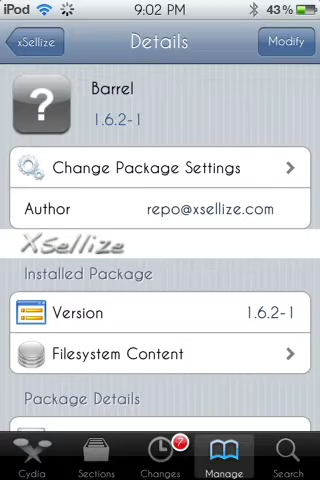 iPod 9:02 PM 43%
xSellize Details Modify
?
Barrel
1.6.2-1
Change Package Settings
Author repo@xsellize.com
XSellize
Installed Package
Version 1.6.2-1
Filesystem Content
Package Details
7
Cydia Sections Changes Manage Search